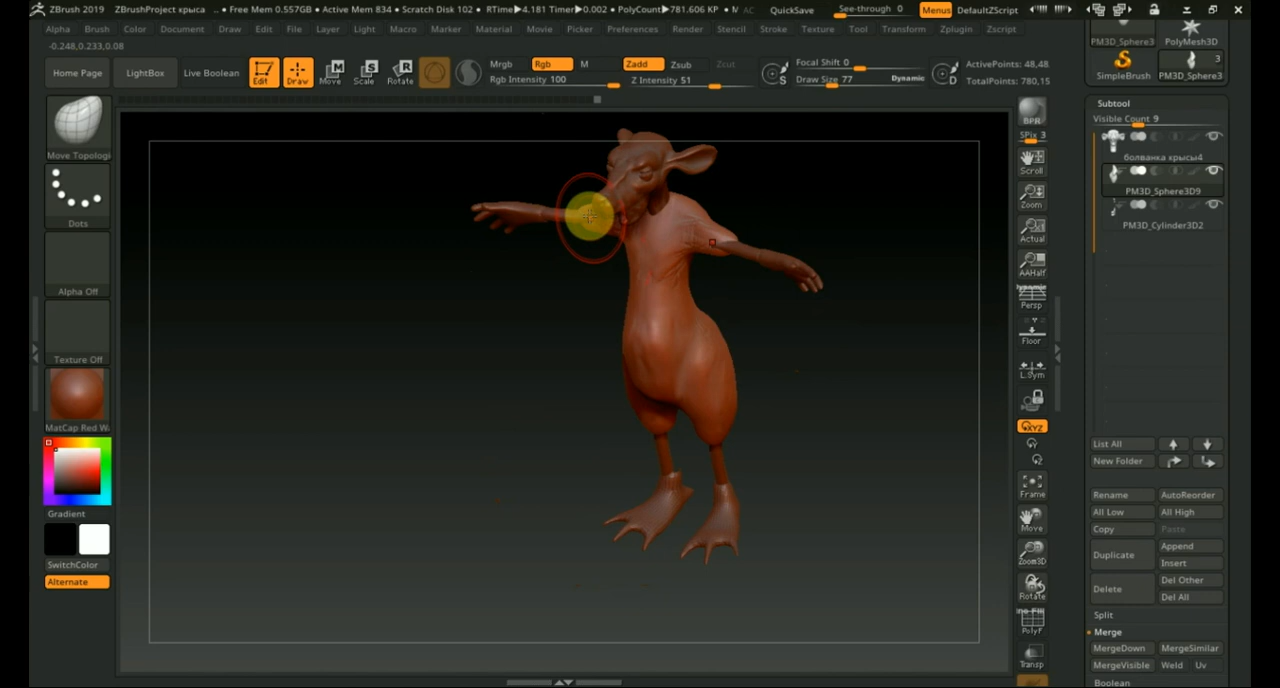 ZBrush 2019 ZBrushProject крыса .. • Free Mem 0.557GB • Active Mem 834 • Scratch Disk 102 • RTime▶4.181 Timer▶0.002 • PolyCount▶781.606 KP • M AC QuickSave See-through 0 Menus DefaultZScript
Alpha Brush Color Document Draw Edit File Layer Light Macro Marker Material Movie Picker Preferences Render Stencil Stroke Texture Tool Transform Zplugin Zscript
-0.248,0.233,0.08
Home Page LightBox Live Boolean Edit Draw Move Scale Rotate
Mrgb Rgb M Zadd Zsub Zcut
Rgb Intensity 100 Z Intensity 51
Focal Shift 0
Draw Size 77 Dynamic
ActivePoints: 48,48
TotalPoints: 780,15
Move Topologi
Dots
Alpha Off
Texture Off
MatCap Red Wa
Gradient
SwitchColor
Alternate
BPR
SPix 3
Scroll
Zoom
Actual
AAHalf
Persp
Floor
L.Sym
XYZ
Frame
Move
Zoom3D
Rotate
PolyF
Transp
PM3D_Sphere3 PolyMesh3D
SimpleBrush PM3D_Sphere3
3
Subtool
Visible Count 9
болванка крысы4
PM3D_Sphere3D9
PM3D_Cylinder3D2
List All
New Folder
Rename AutoReorder
All Low All High
Copy Paste
Duplicate Append
Insert
Delete Del Other
Del All
Split
Merge
MergeDown MergeSimilar
MergeVisible Weld Uv
Boolean